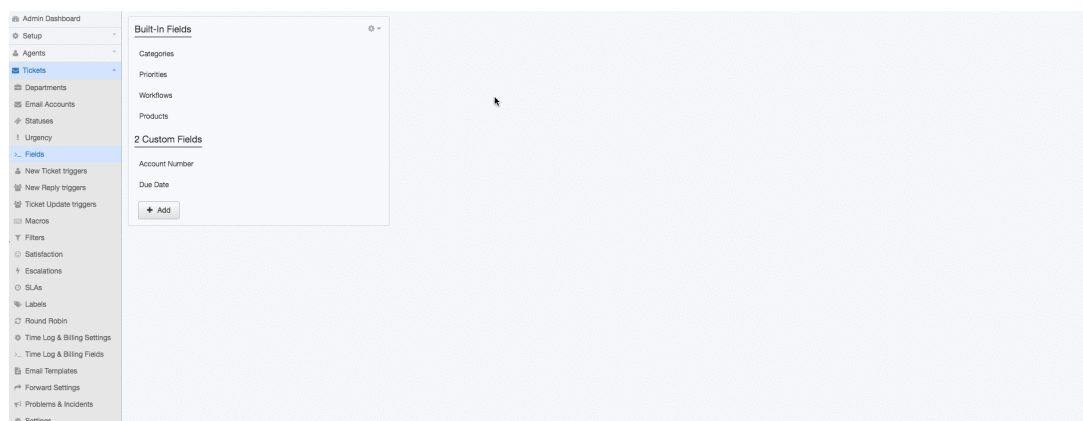 Admin Dashboard
Setup
Agents
Tickets
Departments
Email Accounts
Statuses
Urgency
Fields
New Ticket triggers
New Reply triggers
Ticket Update triggers
Macros
Filters
Satisfaction
Escalations
SLAs
Labels
Round Robin
Time Log & Billing Settings
Time Log & Billing Fields
Email Templates
Forward Settings
Problems & Incidents
Settings
Built-In Fields
Categories
Priorities
Workflows
Products
2 Custom Fields
Account Number
Due Date
+ Add